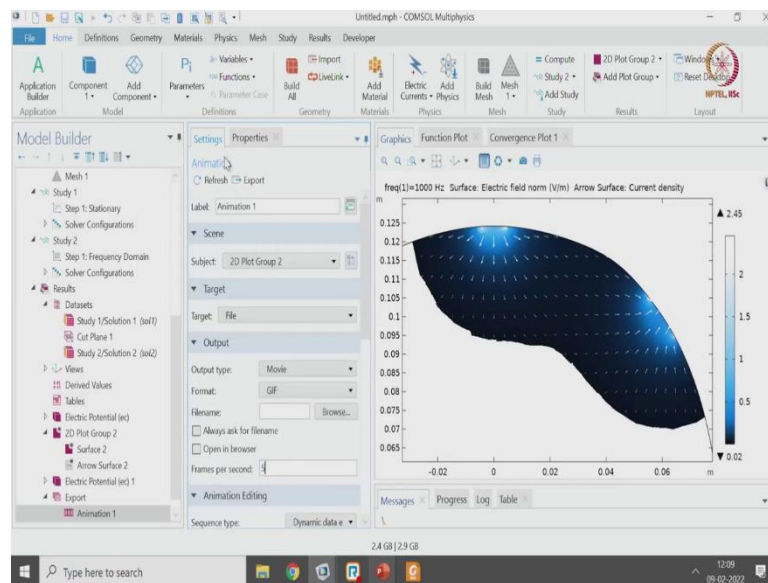 Untitled.mph - COMSOL Multiphysics
File Home Definitions Geometry Materials Physics Mesh Study Results Developer
Application Builder
Component 1
Add Component
Pi Parameters
Variables
Functions
Parameter Case
Build All
Import
LiveLink
Add Material
Electric Currents
Add Physics
Build Mesh
Mesh 1
Compute
Study 2
Add Study
2D Plot Group 2
Add Plot Group
Windows
Reset Desktop
NPTEL, IISc
Application Model Definitions Geometry Materials Physics Mesh Study Results Layout
Model Builder
Mesh 1
Study 1
Step 1: Stationary
Solver Configurations
Study 2
Step 1: Frequency Domain
Solver Configurations
Results
Datasets
Study 1/Solution 1 (sol1)
Cut Plane 1
Study 2/Solution 2 (sol2)
Views
Derived Values
Tables
Electric Potential (ec)
2D Plot Group 2
Surface 2
Arrow Surface 2
Electric Potential (ec) 1
Export
Animation 1
Settings Properties
Animation
Refresh Export
Label: Animation 1
Scene
Subject: 2D Plot Group 2
Target
Target: File
Output
Output type: Movie
Format: GIF
Filename: Browse...
Always ask for filename
Open in browser
Frames per second: 5
Animation Editing
Sequence type: Dynamic data e
Graphics Function Plot Convergence Plot 1
freq(1)=1000 Hz Surface: Electric field norm (V/m) Arrow Surface: Current density
m
0.125
0.12
0.115
0.11
0.105
0.1
0.095
0.09
0.085
0.08
0.075
0.07
0.065
-0.02 0 0.02 0.04 0.06 m
▲ 2.45
2
1.5
1
0.5
▼ 0.02
Messages Progress Log Table
2.4 GB | 2.9 GB
Type here to search
12:09
09-02-2022